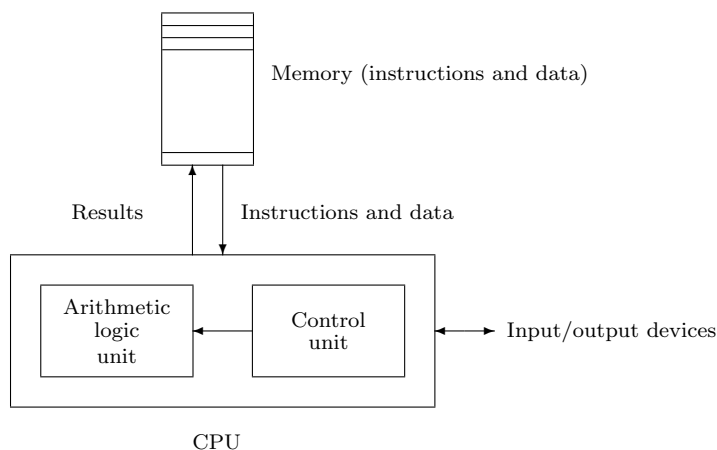 Memory (instructions and data)
Results
Instructions and data
Arithmetic
logic
unit
Control
unit
Input/output devices
CPU